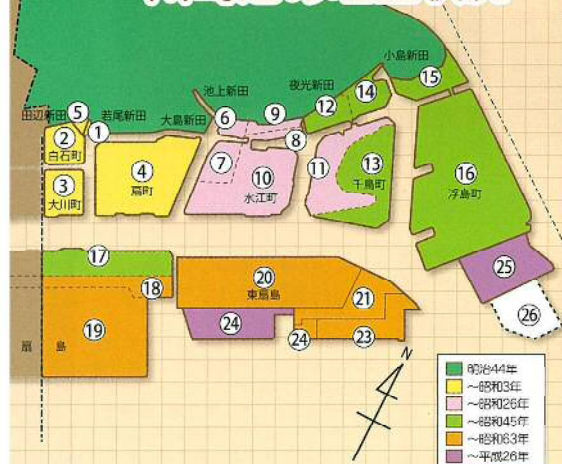 小島新田
夜光新田
池上新田
⑮
⑭
⑫
⑨
⑥
⑤
田辺新田
若尾新田
大島新田
①
②
白石町
⑧
④
扇町
⑦
⑩
水江町
⑪
⑬
千鳥町
⑯
浮島町
③
大川町
⑰
⑱
⑲
扇島
⑳
東扇島
㉑
㉔
㉔
㉓
㉕
㉖
N
明治44年
～昭和3年
～昭和26年
～昭和45年
～昭和63年
～平成26年